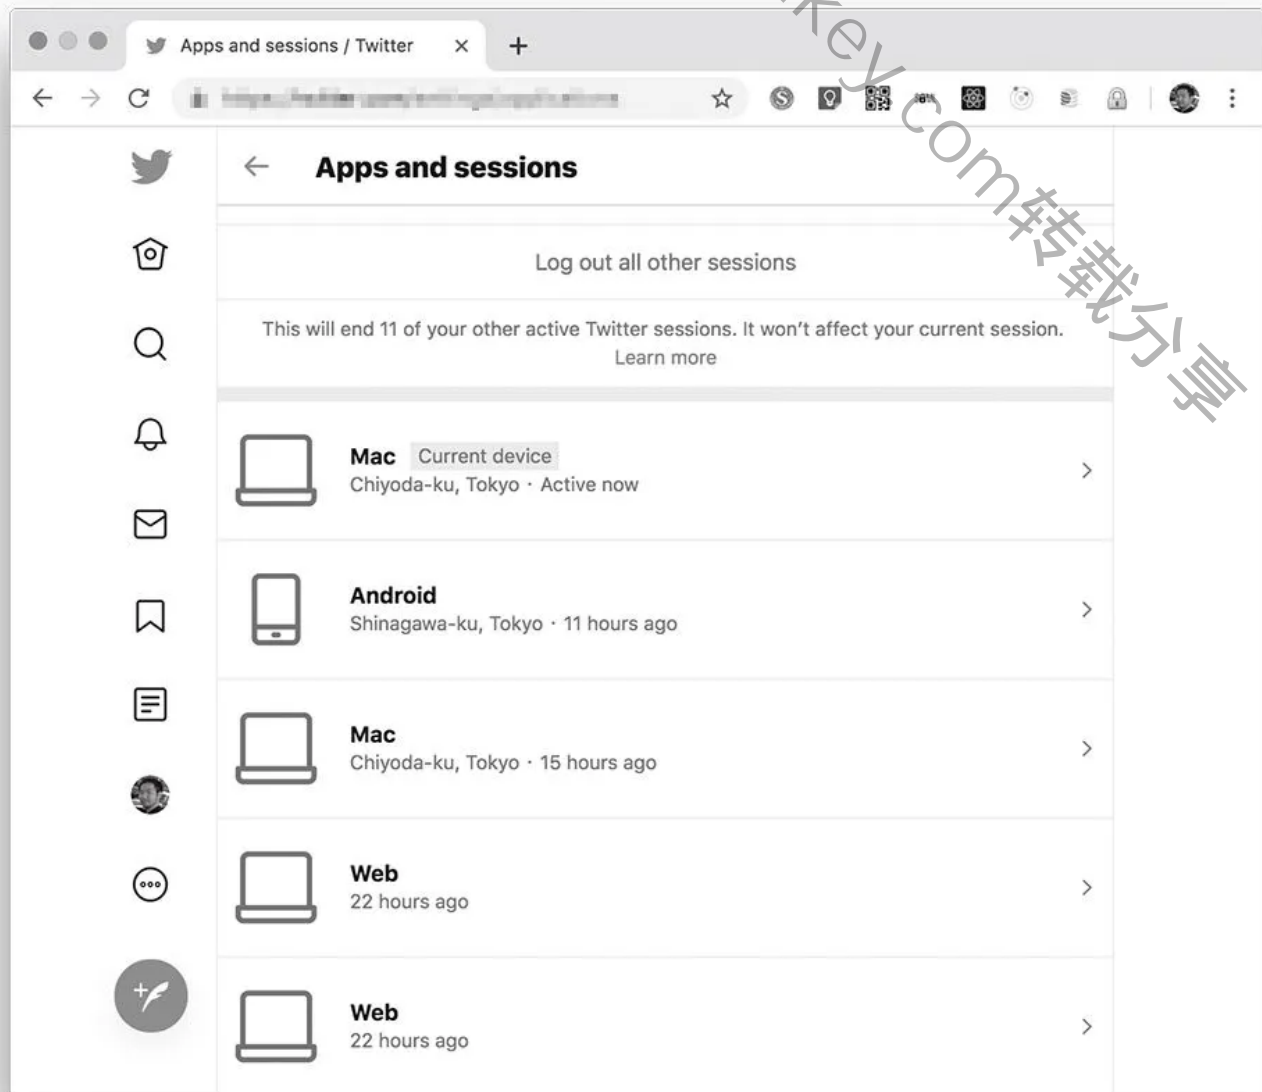 Apps and sessions / Twitter
key.com转载分享
Apps and sessions
Log out all other sessions
This will end 11 of your other active Twitter sessions. It won’t affect your current session.
Learn more
Mac Current device
Chiyoda-ku, Tokyo · Active now
Android
Shinagawa-ku, Tokyo · 11 hours ago
Mac
Chiyoda-ku, Tokyo · 15 hours ago
Web
22 hours ago
Web
22 hours ago